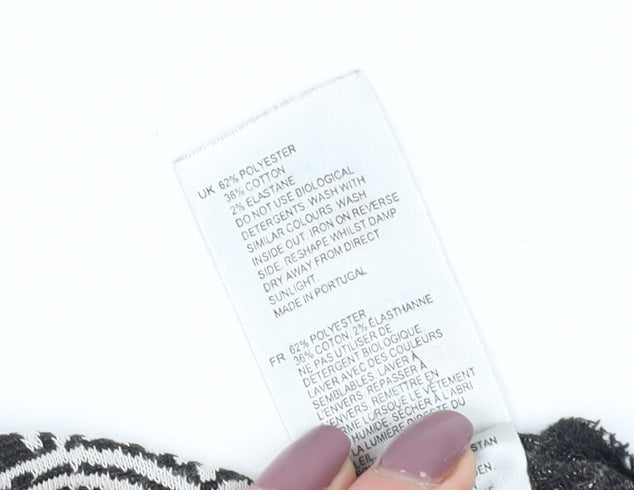 UK 62% POLYESTER
36% COTTON
2% ELASTANE
DO NOT USE BIOLOGICAL
DETERGENTS WASH WITH
SIMILAR COLOURS WASH
INSIDE OUT IRON ON REVERSE
SIDE RESHAPE WHILST DAMP
DRY AWAY FROM DIRECT
SUNLIGHT
MADE IN PORTUGAL
FR 62% POLYESTER
36% COTON 2% ÉLASTHANNE
NE PAS UTILISER DE
DÉTERGENT BIOLOGIQUE
LAVER AVEC DES COULEURS
SEMBLABLES LAVER À
L'ENVERS REPASSER À
L'ENVERS REMETTRE EN
LORSQUE LE VÊTEMENT
HUMIDE SÉCHER À L'ABRI
LA LUMIÈRE DIRECTE DU